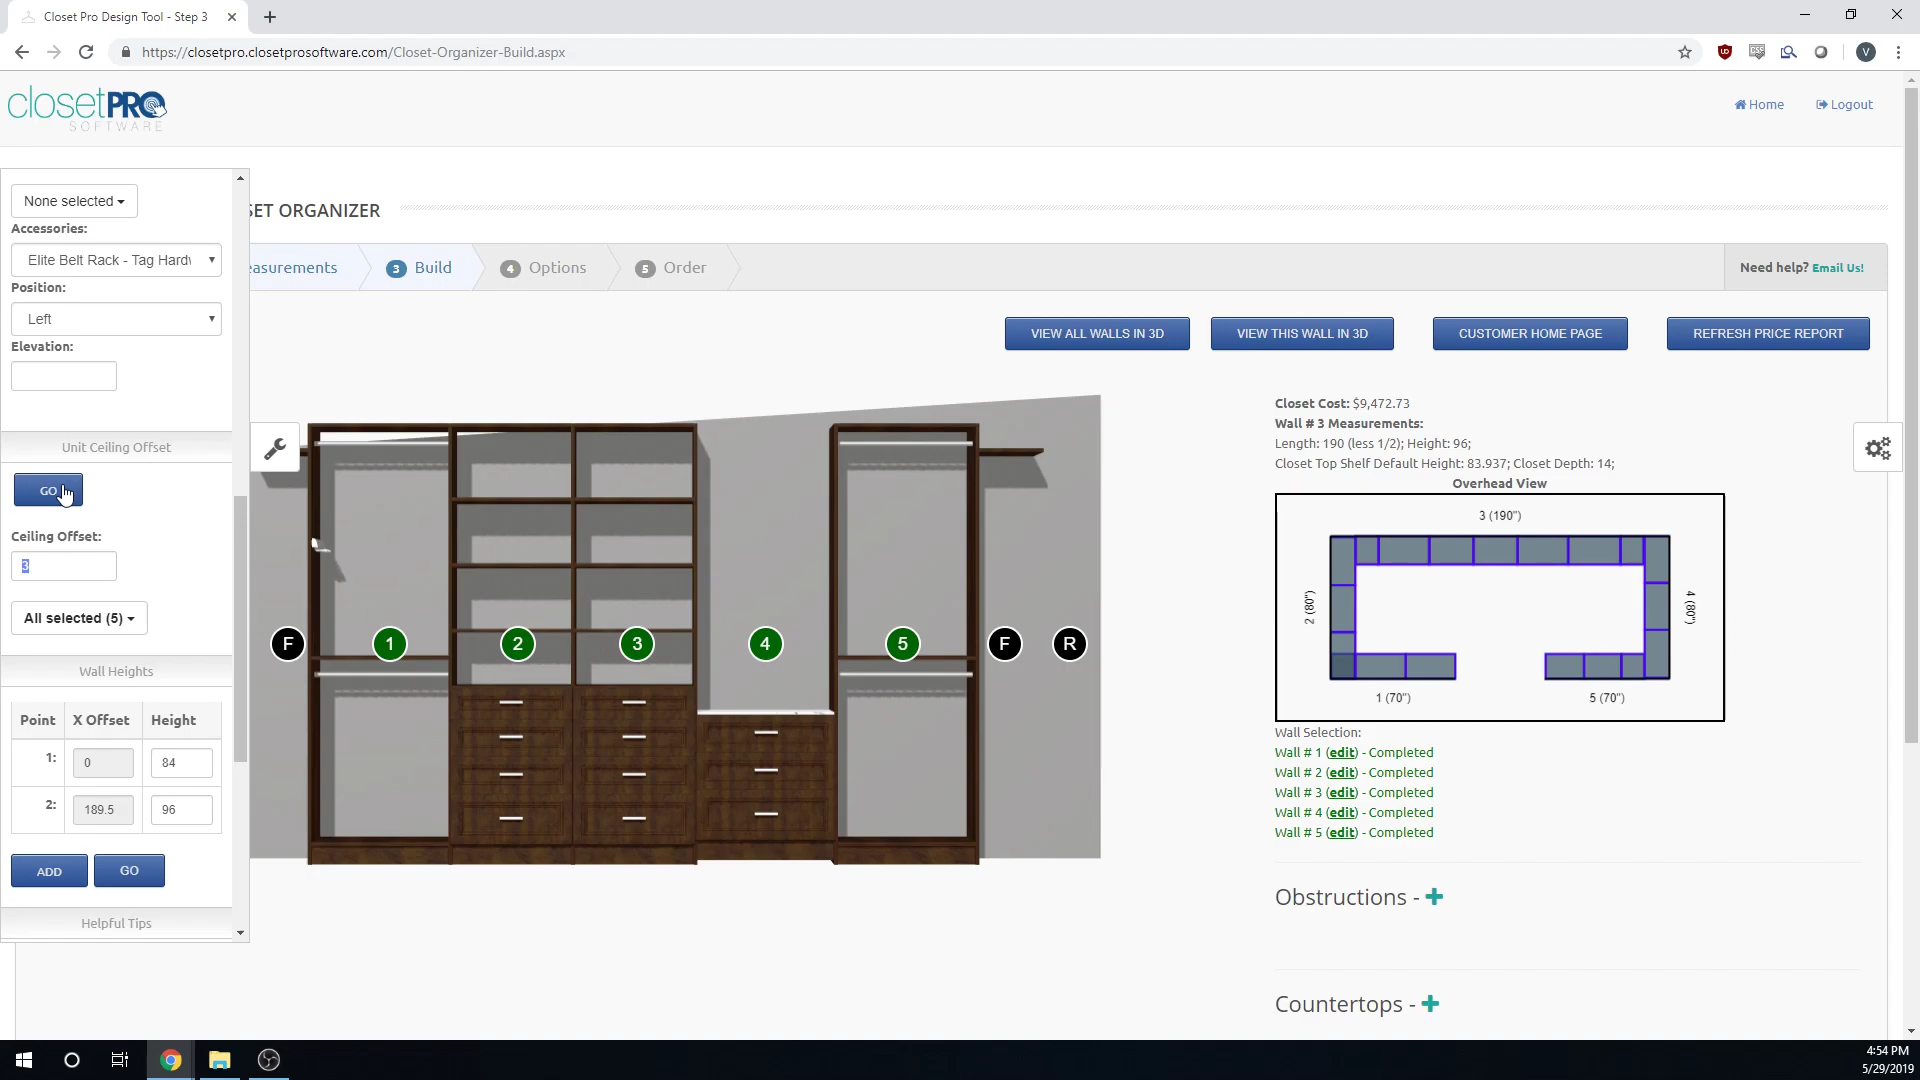 Closet Pro Design Tool - Step 3
https://closetpro.closetprosoftware.com/Closet-Organizer-Build.aspx
CSS
V
closetPRO
SOFTWARE
Home
Logout
None selected
SET ORGANIZER
Accessories:
Elite Belt Rack - Tag Hard
easurements
3 Build
4 Options
5 Order
Need help? Email Us!
Position:
Left
Elevation:
VIEW ALL WALLS IN 3D
VIEW THIS WALL IN 3D
CUSTOMER HOME PAGE
REFRESH PRICE REPORT
Unit Ceiling Offset
GO
Ceiling Offset:
3
All selected (5)
Wall Heights
Point X Offset Height
1: 0 84
2: 189.5 96
ADD GO
Helpful Tips
F 1 2 3 4 5 F R
Closet Cost: $9,472.73
Wall # 3 Measurements:
Length: 190 (less 1/2); Height: 96;
Closet Top Shelf Default Height: 83.937; Closet Depth: 14;
Overhead View
3 (190")
2 (80")
4 (80")
1 (70")
5 (70")
Wall Selection:
Wall # 1 (edit) - Completed
Wall # 2 (edit) - Completed
Wall # 3 (edit) - Completed
Wall # 4 (edit) - Completed
Wall # 5 (edit) - Completed
Obstructions - +
Countertops - +
4:54 PM
5/29/2019